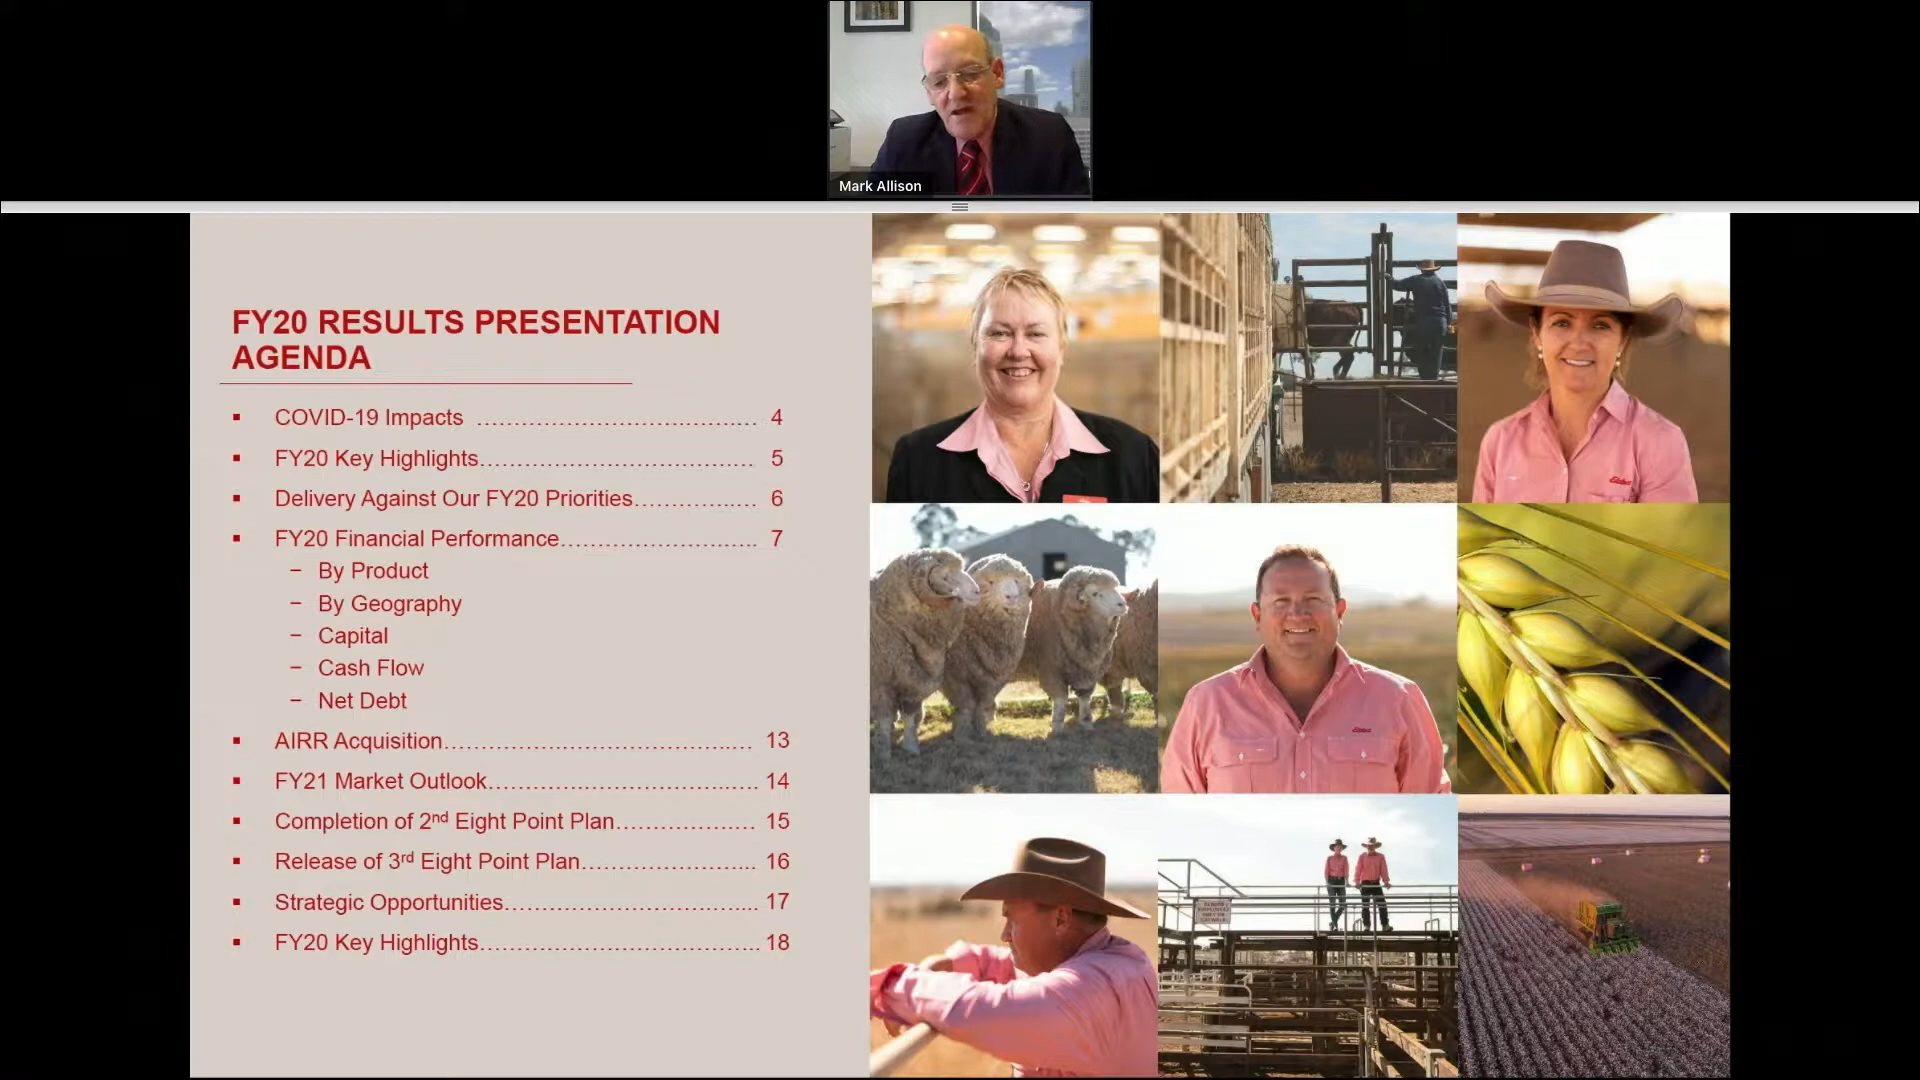 Mark Allison
FY20 RESULTS PRESENTATION
AGENDA
▪ COVID-19 Impacts ................................ 4
▪ FY20 Key Highlights................................ 5
▪ Delivery Against Our FY20 Priorities................ 6
▪ FY20 Financial Performance........................ 7
− By Product
− By Geography
− Capital
− Cash Flow
− Net Debt
▪ AIRR Acquisition................................ 13
▪ FY21 Market Outlook............................ 14
▪ Completion of 2nd Eight Point Plan................ 15
▪ Release of 3rd Eight Point Plan.................... 16
▪ Strategic Opportunities........................... 17
▪ FY20 Key Highlights.............................. 18
Elders
Elders